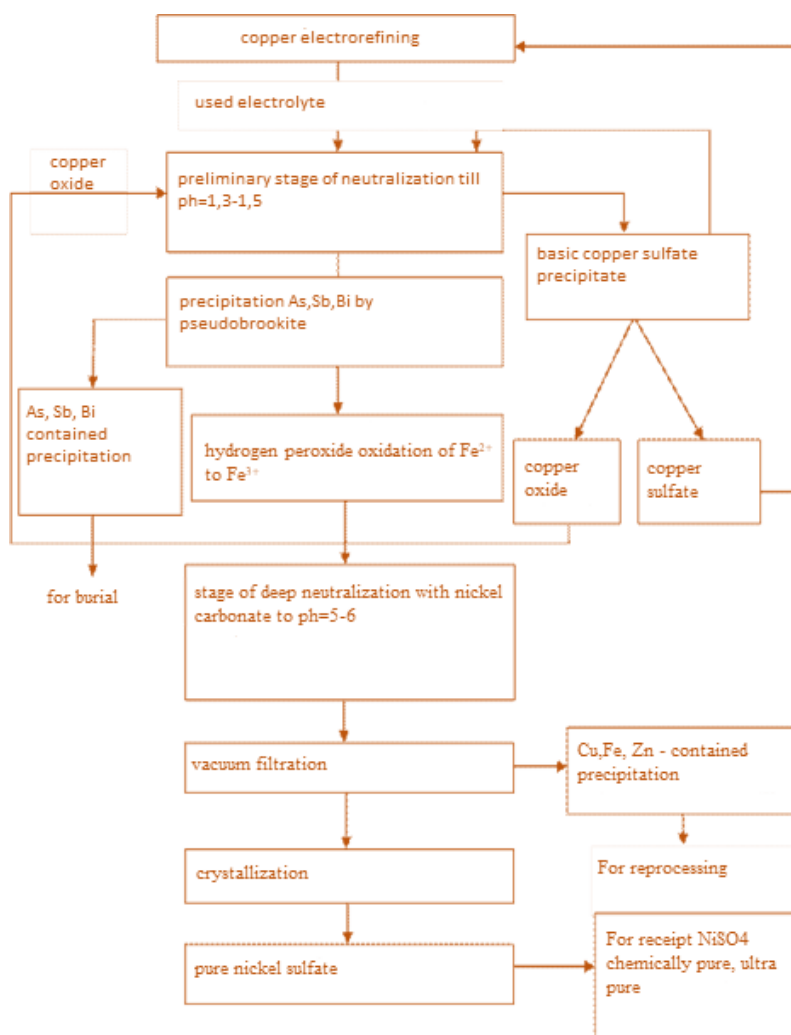 copper electrorefining
used electrolyte
copper
oxide
preliminary stage of neutralization till
ph=1,3-1,5
basic copper sulfate
precipitate
precipitation As,Sb,Bi by
pseudobrookite
As, Sb, Bi
contained
precipitation
hydrogen peroxide oxidation of Fe²⁺
to Fe³⁺
copper
oxide
copper
sulfate
for burial
stage of deep neutralization with nickel
carbonate to ph=5-6
vacuum filtration
Cu,Fe, Zn - contained
precipitation
crystallization
For reprocessing
pure nickel sulfate
For receipt NiSO4
chemically pure, ultra
pure